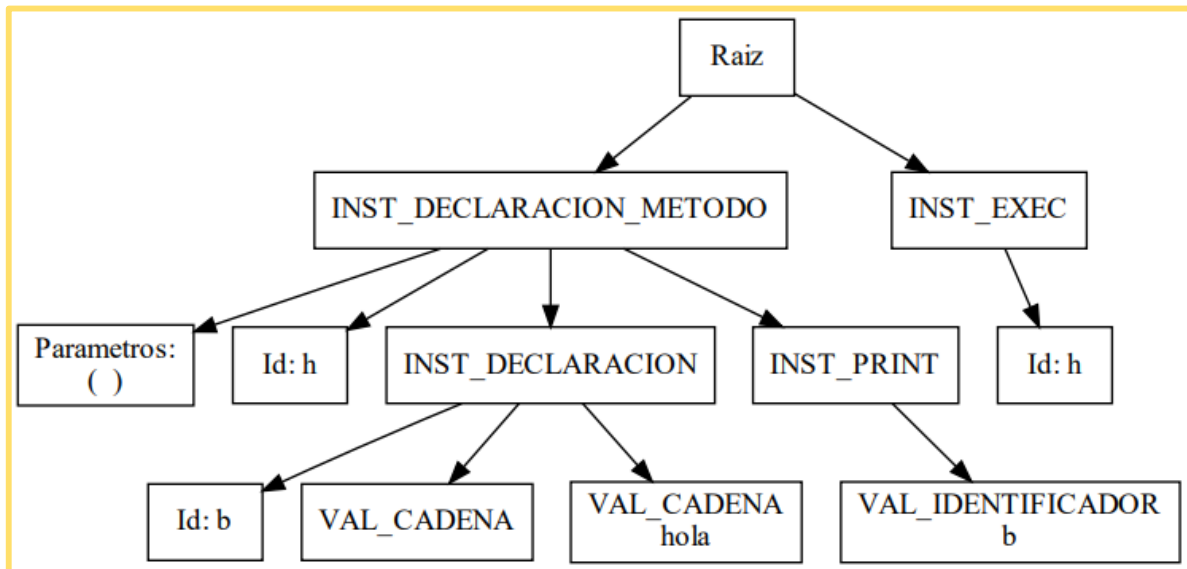 Raiz
INST_DECLARACION_METODO
INST_EXEC
Parametros:
( )
Id: h
INST_DECLARACION
INST_PRINT
Id: h
Id: b
VAL_CADENA
VAL_CADENA
hola
VAL_IDENTIFICADOR
b